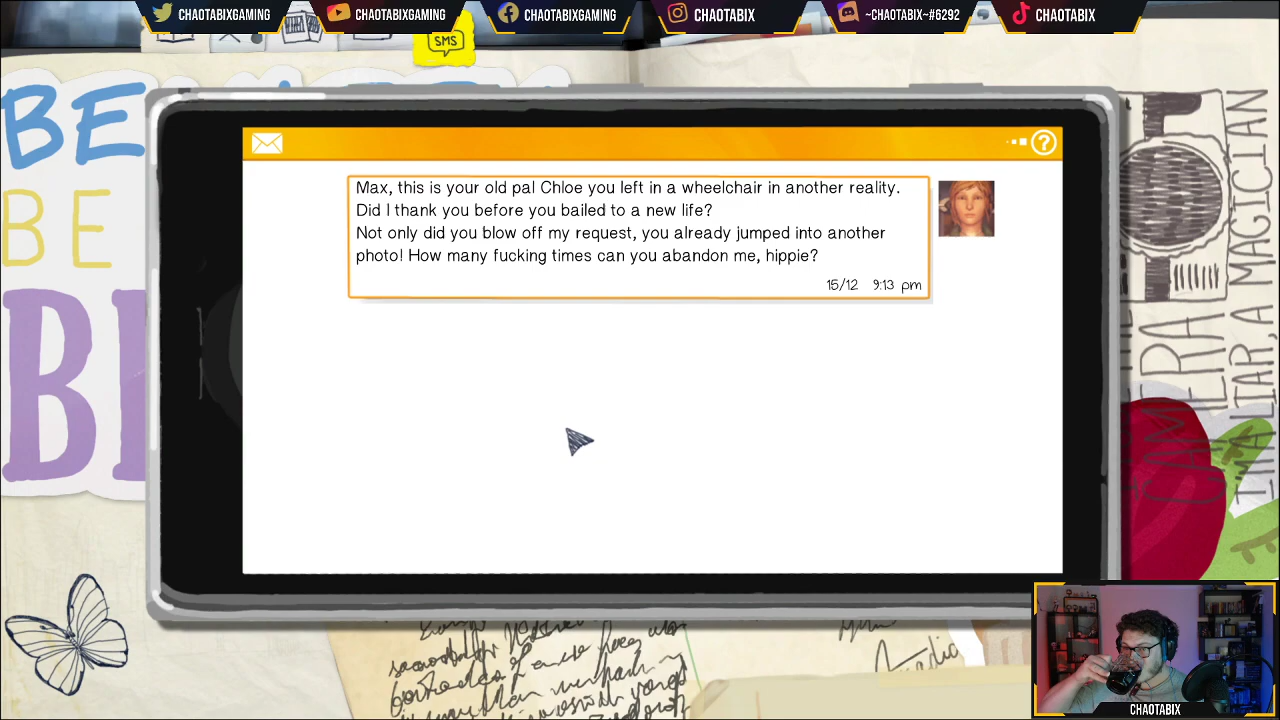 CHAOTABIXGAMING
CHAOTABIXGAMING
CHAOTABIXGAMING
CHAOTABIX
~CHAOTABIX~#6292
CHAOTABIX
SMS
Max, this is your old pal Chloe you left in a wheelchair in another reality.
Did I thank you before you bailed to a new life?
Not only did you blow off my request, you already jumped into another
photo! How many fucking times can you abandon me, hippie?
15/12 9:13 pm
BE
BE
CAMERA
I'M A LIAR, A MAGICIAN
CHAOTABIX